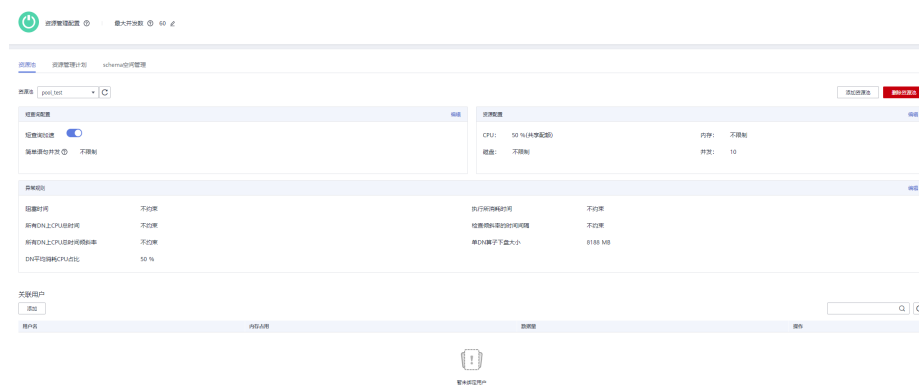 资源管理配置 最大并发数 60
资源池 资源管理计划 schema空间管理
资源池 pool_test 添加资源池 删除资源池
短查询配置 编辑 资源配置 编辑
短查询加速 CPU: 50 %(共享配额) 内存: 不限制
简单语句并发 不限制 磁盘: 不限制 并发: 10
异常规则 编辑
阻塞时间 不约束 执行所消耗时间 不约束
所有DN上CPU总时间 不约束 检查倾斜率的时间间隔 不约束
所有DN上CPU总时间倾斜率 不约束 单DN算子下盘大小 8188 MB
DN平均消耗CPU占比 50 %
关联用户
添加
用户名 内存占用 数据量 操作
暂未绑定用户